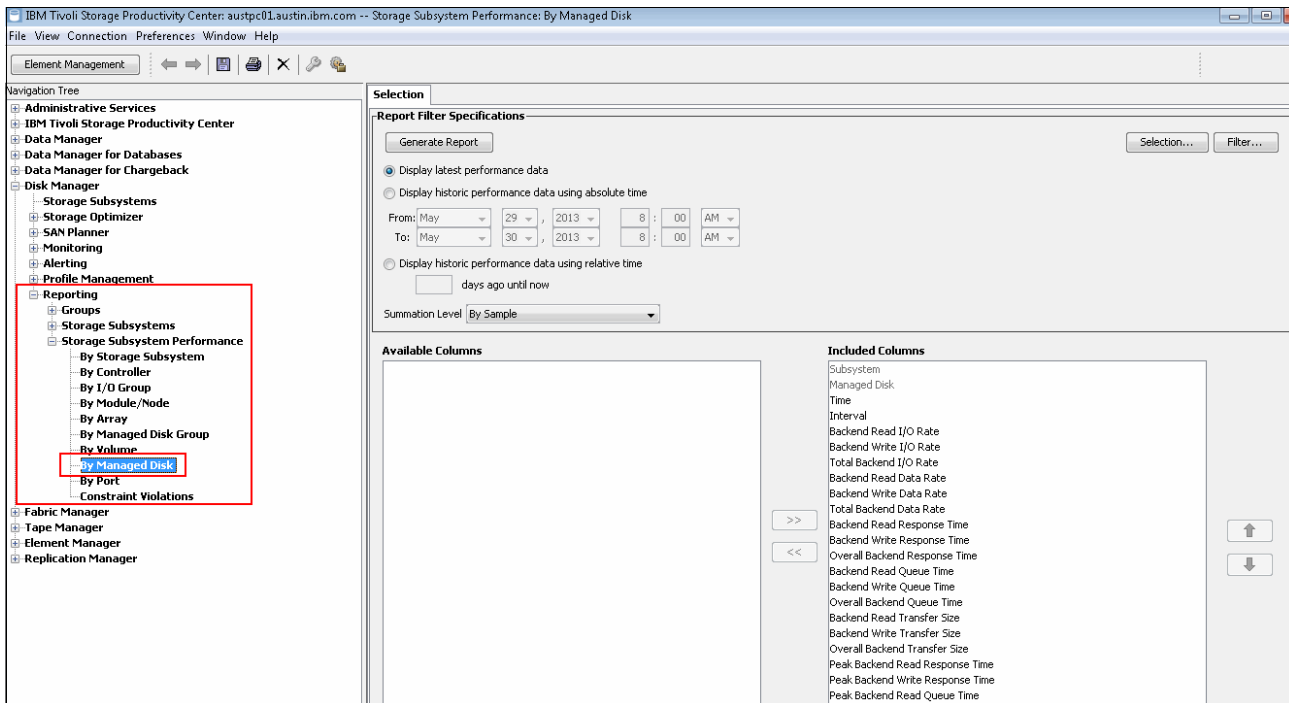 IBM Tivoli Storage Productivity Center: austpc01.austin.ibm.com -- Storage Subsystem Performance: By Managed Disk
File View Connection Preferences Window Help
Element Management
Navigation Tree
Administrative Services
IBM Tivoli Storage Productivity Center
Data Manager
Data Manager for Databases
Data Manager for Chargeback
Disk Manager
Storage Subsystems
Storage Optimizer
SAN Planner
Monitoring
Alerting
Profile Management
Reporting
Groups
Storage Subsystems
Storage Subsystem Performance
By Storage Subsystem
By Controller
By I/O Group
By Module/Node
By Array
By Managed Disk Group
By Volume
By Managed Disk
By Port
Constraint Violations
Fabric Manager
Tape Manager
Element Manager
Replication Manager
Selection
Report Filter Specifications
Generate Report Selection... Filter...
Display latest performance data
Display historic performance data using absolute time
From: May 29 , 2013 8 : 00 AM
To: May 30 , 2013 8 : 00 AM
Display historic performance data using relative time
days ago until now
Summation Level By Sample
Available Columns
>>
<<
Included Columns
Subsystem
Managed Disk
Time
Interval
Backend Read I/O Rate
Backend Write I/O Rate
Total Backend I/O Rate
Backend Read Data Rate
Backend Write Data Rate
Total Backend Data Rate
Backend Read Response Time
Backend Write Response Time
Overall Backend Response Time
Backend Read Queue Time
Backend Write Queue Time
Overall Backend Queue Time
Backend Read Transfer Size
Backend Write Transfer Size
Overall Backend Transfer Size
Peak Backend Read Response Time
Peak Backend Write Response Time
Peak Backend Read Queue Time